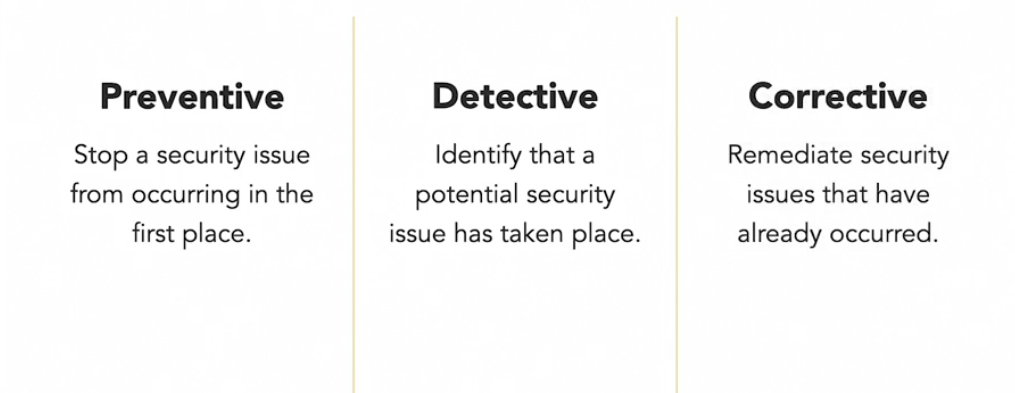 Preventive
Stop a security issue
from occurring in the
first place.
Detective
Identify that a
potential security
issue has taken place.
Corrective
Remediate security
issues that have
already occurred.